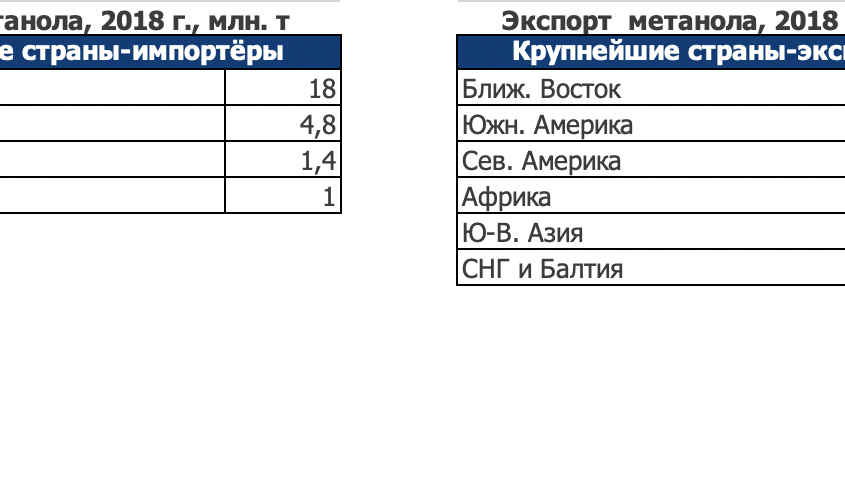 танола, 2018 г., млн. т
е страны-импортёры
18
4,8
1,4
1
Экспорт метанола, 2018
Крупнейшие страны-экс
Ближ. Восток
Южн. Америка
Сев. Америка
Африка
Ю-В. Азия
СНГ и Балтия